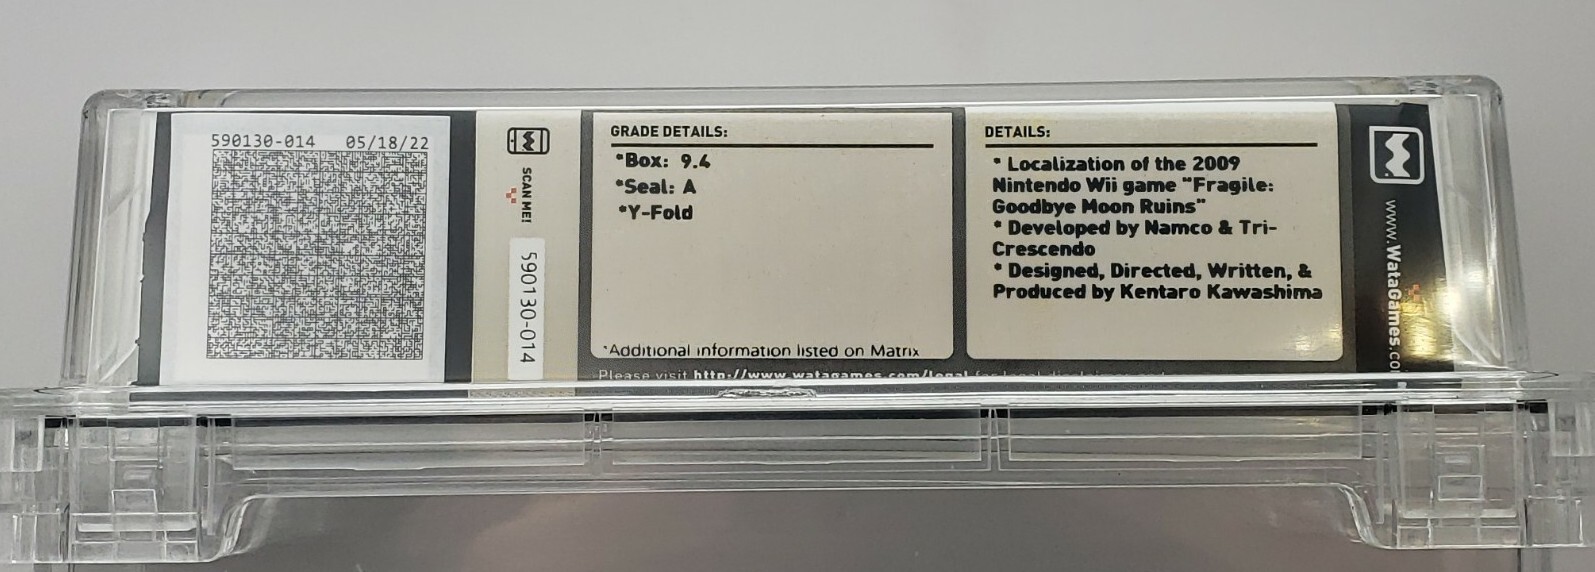 590130-014 05/18/22
SCAN ME!
590130-014
GRADE DETAILS:
*Box: 9.4
*Seal: A
*Y-Fold
*Additional information listed on Matrix
Please visit http://www.watagames.com/legal for
DETAILS:
* Localization of the 2009
Nintendo Wii game "Fragile:
Goodbye Moon Ruins"
* Developed by Namco & Tri-
Crescendo
* Designed, Directed, Written, &
Produced by Kentaro Kawashima
www.WataGames.co